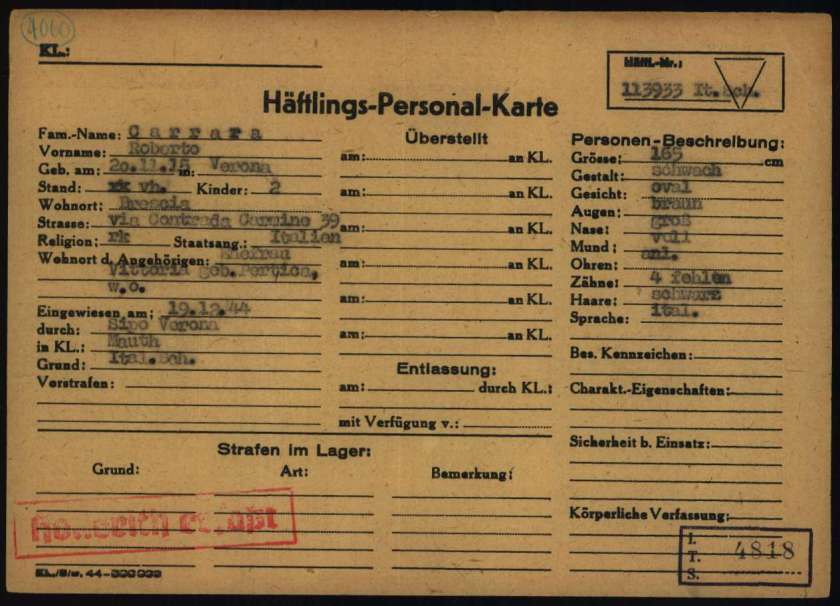 4060
KL.:
Häftl.-Nr.:
113933 It.Sch.
Häftlings-Personal-Karte
Fam.-Name: Carrara
Vorname: Roberto
Geb. am: 20.11.15 in: Verona
Stand: vh. Kinder: 2
Wohnort: Brescia
Strasse: via Contrada Carmine 39
Religion: rk Staatsang.: Italien
Wohnort d. Angehörigen: Ehefrau
Vittoria geb. Pertica,
w.o.
Eingewiesen am: 19.12.44
durch: Sipo Verona
in KL.: Mauth
Grund: Ital.Sch.
Vorstrafen:
Überstellt
am: an KL.
am: an KL.
am: an KL.
am: an KL.
am: an KL.
am: an KL.
Entlassung:
am: durch KL.:
mit Verfügung v.:
Personen-Beschreibung:
Grösse: 165 cm
Gestalt: schwach
Gesicht: oval
Augen: braun
Nase: groß
Mund: voll
Ohren: anl.
Zähne: 4 fehlen
Haare: schwarz
Sprache: ital.
Bes. Kennzeichen:
Charakt.-Eigenschaften:
Sicherheit b. Einsatz:
Körperliche Verfassung:
Strafen im Lager:
Grund: Art: Bemerkung:
Hollerith erfaßt
I.
T. 4818
S.